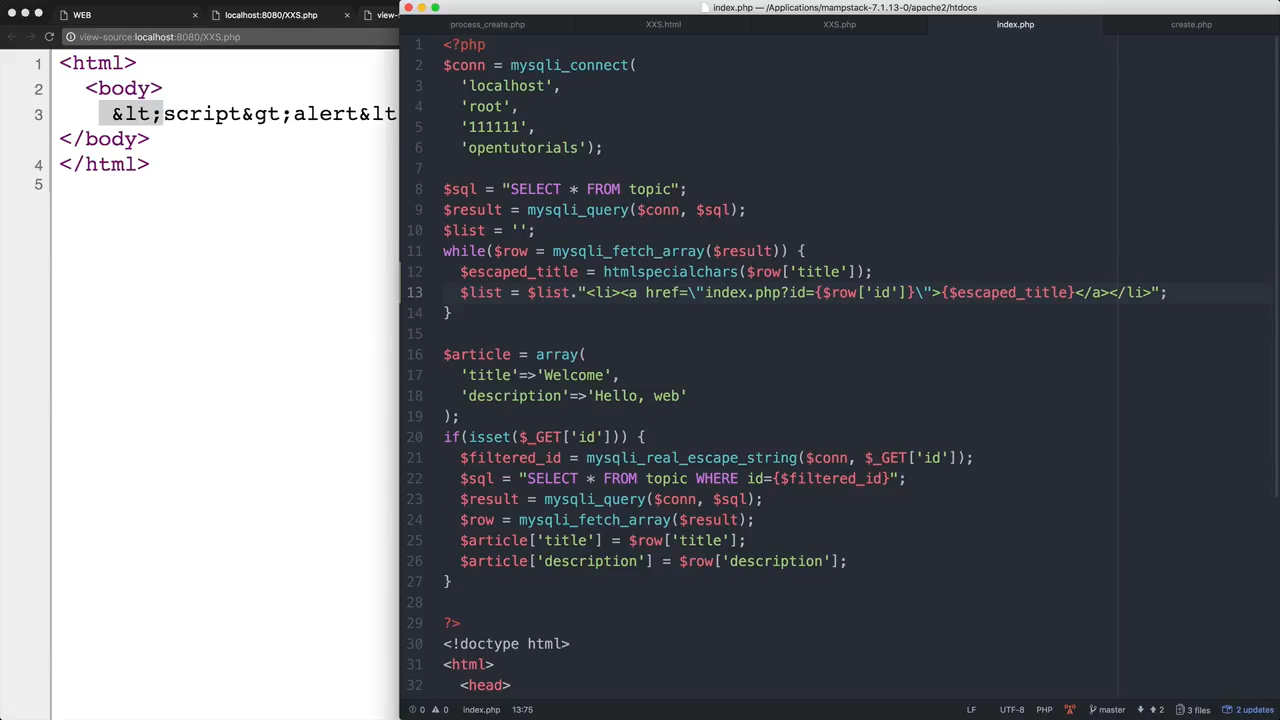 WEB
localhost:8080/XXS.php
view-s
view-source:localhost:8080/XXS.php
1 <html>
2 <body>
3 &lt;script&gt;alert&lt
</body>
4 </html>
5
index.php — /Applications/mampstack-7.1.13-0/apache2/htdocs
process_create.php
XXS.html
XXS.php
index.php
create.php
1 <?php
2 $conn = mysqli_connect(
3 'localhost',
4 'root',
5 '111111',
6 'opentutorials');
7
8 $sql = "SELECT * FROM topic";
9 $result = mysqli_query($conn, $sql);
10 $list = '';
11 while($row = mysqli_fetch_array($result)) {
12 $escaped_title = htmlspecialchars($row['title']);
13 $list = $list."<li><a href=\"index.php?id={$row['id']}\">{$escaped_title}</a></li>";
14 }
15
16 $article = array(
17 'title'=>'Welcome',
18 'description'=>'Hello, web'
19 );
20 if(isset($_GET['id'])) {
21 $filtered_id = mysqli_real_escape_string($conn, $_GET['id']);
22 $sql = "SELECT * FROM topic WHERE id={$filtered_id}";
23 $result = mysqli_query($conn, $sql);
24 $row = mysqli_fetch_array($result);
25 $article['title'] = $row['title'];
26 $article['description'] = $row['description'];
27 }
28
29 ?>
30 <!doctype html>
31 <html>
32 <head>
0 0 index.php 13:75 LF UTF-8 PHP master 2 3 files 2 updates